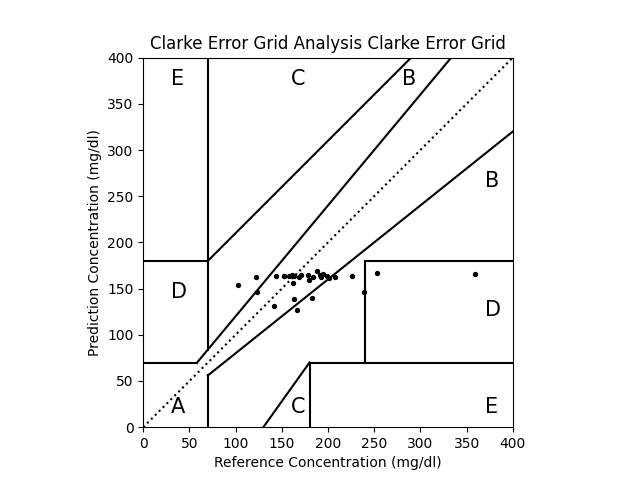 Clarke Error Grid Analysis Clarke Error Grid
400
350
300
250
200
150
100
50
0
Prediction Concentration (mg/dl)
E
C
B
B
D
D
A
C
E
0 50 100 150 200 250 300 350 400
Reference Concentration (mg/dl)